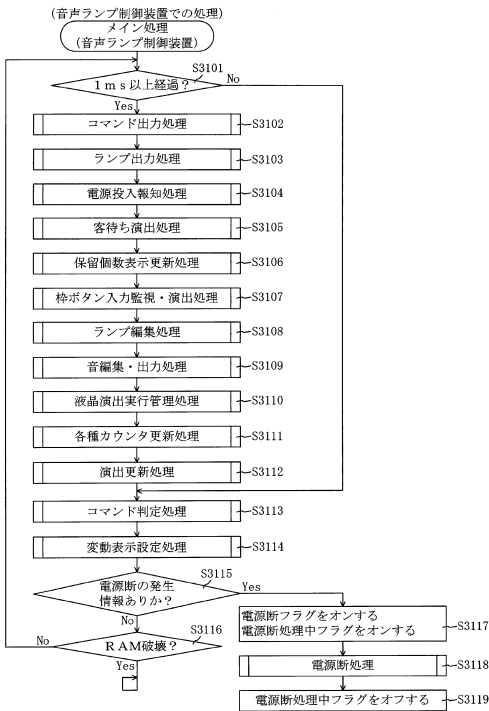 (音声ランプ制御装置での処理)
メイン処理
(音声ランプ制御装置)
S3101
1ms以上経過?
No
Yes
コマンド出力処理
S3102
ランプ出力処理
S3103
電源投入報知処理
S3104
客待ち演出処理
S3105
保留個数表示更新処理
S3106
枠ボタン入力監視・演出処理
S3107
ランプ編集処理
S3108
音編集・出力処理
S3109
液晶演出実行管理処理
S3110
各種カウンタ更新処理
S3111
演出更新処理
S3112
コマンド判定処理
S3113
変動表示設定処理
S3114
S3115
電源断の発生
情報ありか?
Yes
No
電源断フラグをオンする
電源断処理中フラグをオンする
S3117
S3116
RAM破壊?
No
Yes
電源断処理
S3118
電源断処理中フラグをオフする
S3119